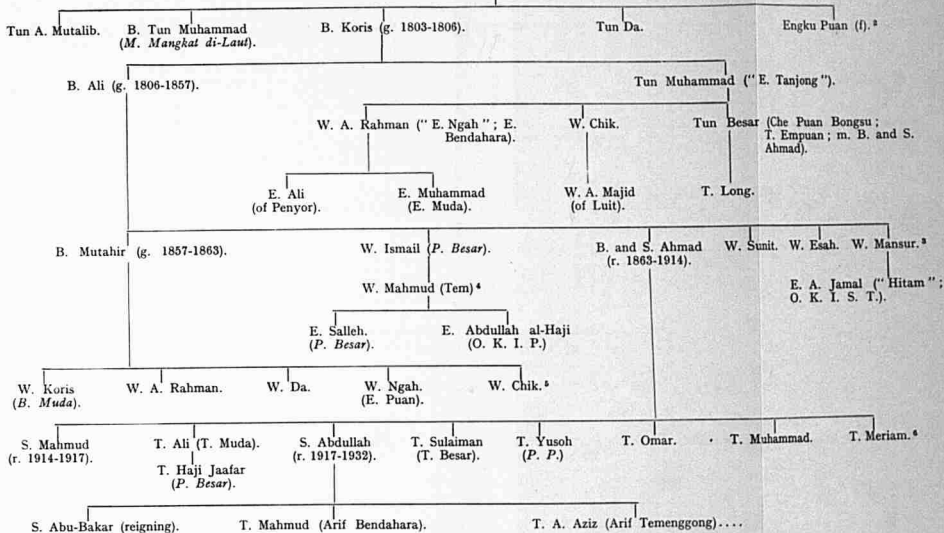 Tun A. Mutalib. B. Tun Muhammad B. Koris (g. 1803-1806). Tun Da. Engku Puan (f). ²
(M. Mangkat di-Laut).
B. Ali (g. 1806-1857). Tun Muhammad ("E. Tanjong").
W. A. Rahman ("E. Ngah"; E. Bendahara). W. Chik. Tun Besar (Che Puan Bongsu;
T. Empuan; m. B. and S.
Ahmad).
E. Ali E. Muhammad W. A. Majid T. Long.
(of Penyor). (E. Muda). (of Luit).
B. Mutahir (g. 1857-1863). W. Ismail (P. Besar). B. and S. Ahmad W. Sunit. W. Esah. W. Mansur. ³
(r. 1863-1914).
W. Mahmud (Tem) ⁴ E. A. Jamal ("Hitam";
O. K. I. S. T.).
E. Salleh. E. Abdullah al-Haji
(P. Besar). (O. K. I. P.)
W. Koris W. A. Rahman. W. Da. W. Ngah. W. Chik. ⁵
(B. Muda). (E. Puan).
S. Mahmud T. Ali (T. Muda). S. Abdullah T. Sulaiman T. Yusoh T. Omar. T. Muhammad. T. Meriam. ⁶
(r. 1914-1917). (r. 1917-1932). (T. Besar). (P. P.)
T. Haji Jaafar
(P. Besar).
S. Abu-Bakar (reigning). T. Mahmud (Arif Bendahara). T. A. Aziz (Arif Temenggong)....